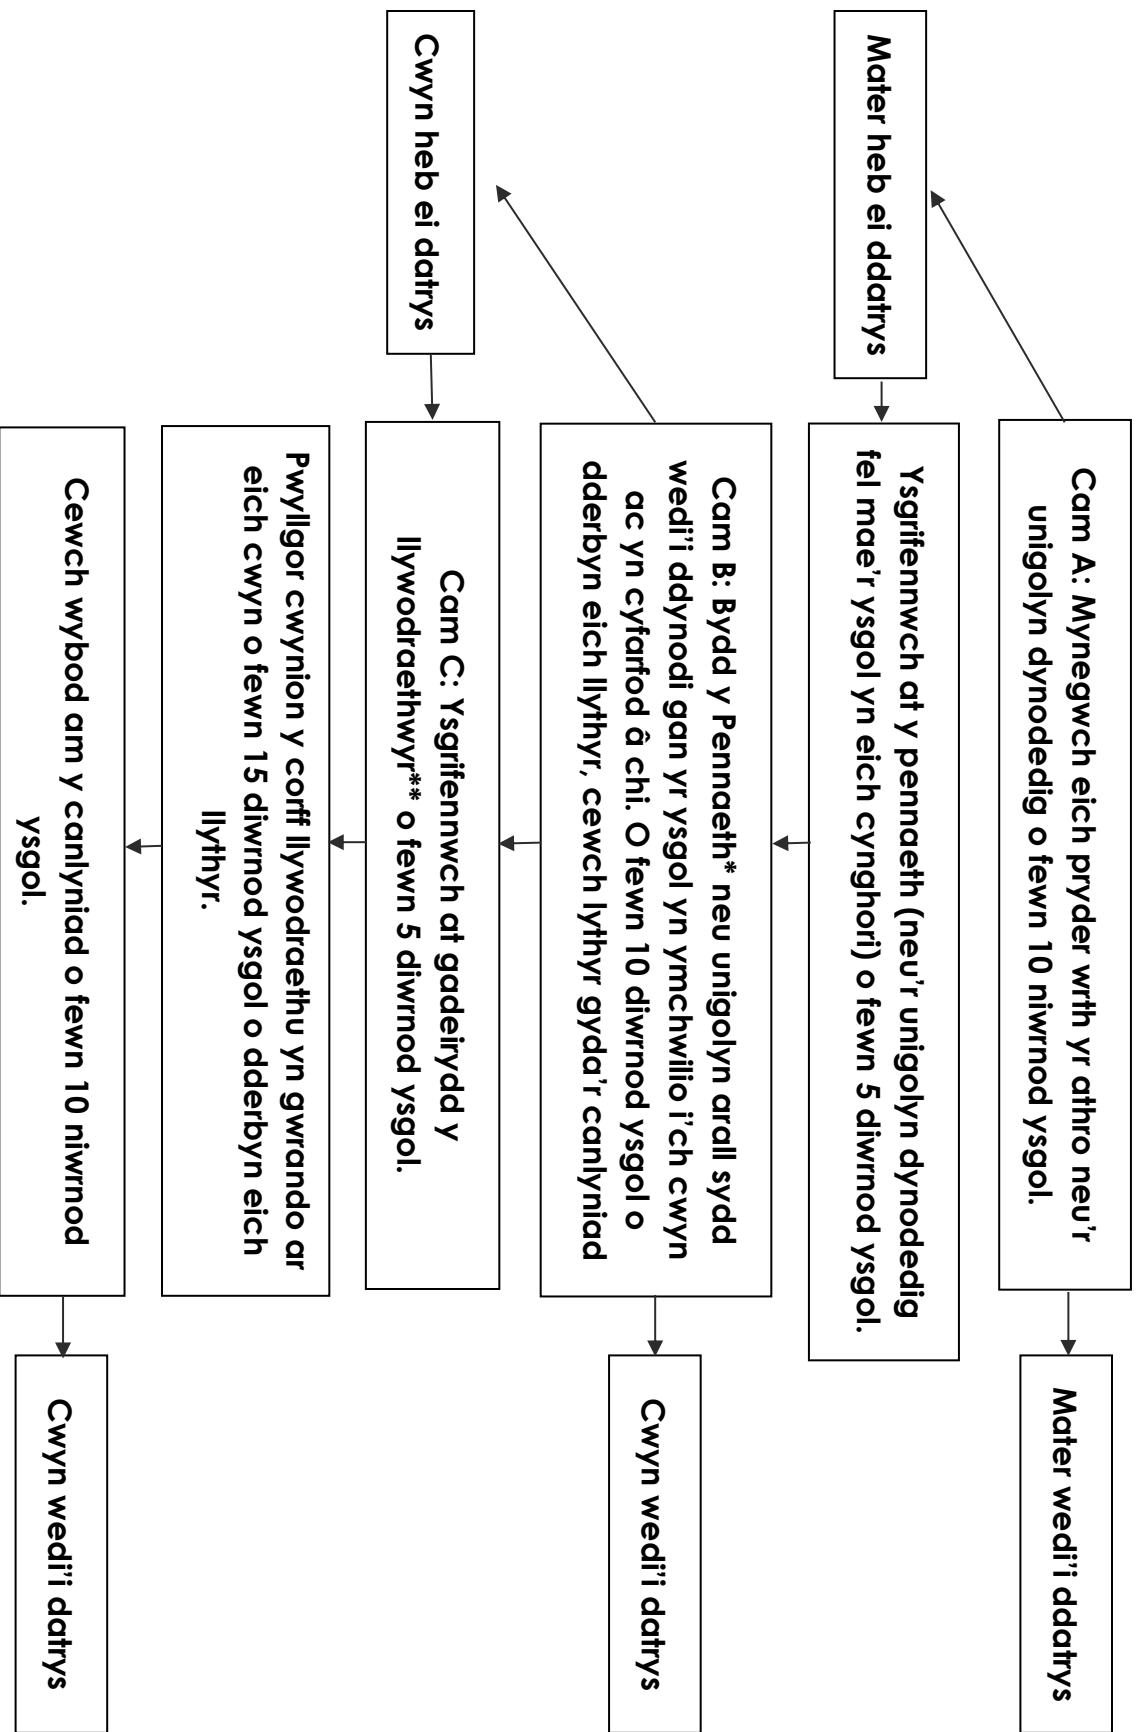 Cam A: Mynegwch eich pryder wrth yr athro neu'r
unigolyn dynodedig o fewn 10 niwrnod ysgol.
Mater wedi'i ddatrys
Mater heb ei ddatrys
Ysgrifennwch at y pennaeth (neu'r unigolyn dynodedig
fel mae'r ysgol yn eich cynghori) o fewn 5 diwrnod ysgol.
Cam B: Bydd y Pennaeth* neu unigolyn arall sydd
wedi'i ddynodi gan yr ysgol yn ymchwilio i'ch cwyn
ac yn cyfarfod â chi. O fewn 10 diwrnod ysgol o
dderbyn eich llythyr, cewch lythyr gyda'r canlyniad
Cwyn wedi'i datrys
Cwyn heb ei datrys
Cam C: Ysgrifennwch at gadeirydd y
llywodraethwyr** o fewn 5 diwrnod ysgol.
Pwyllgor cwynion y corff llywodraethu yn gwrando ar
eich cwyn o fewn 15 diwrnod ysgol o dderbyn eich
llythyr.
Cewch wybod am y canlyniad o fewn 10 niwrnod
ysgol.
Cwyn wedi'i datrys